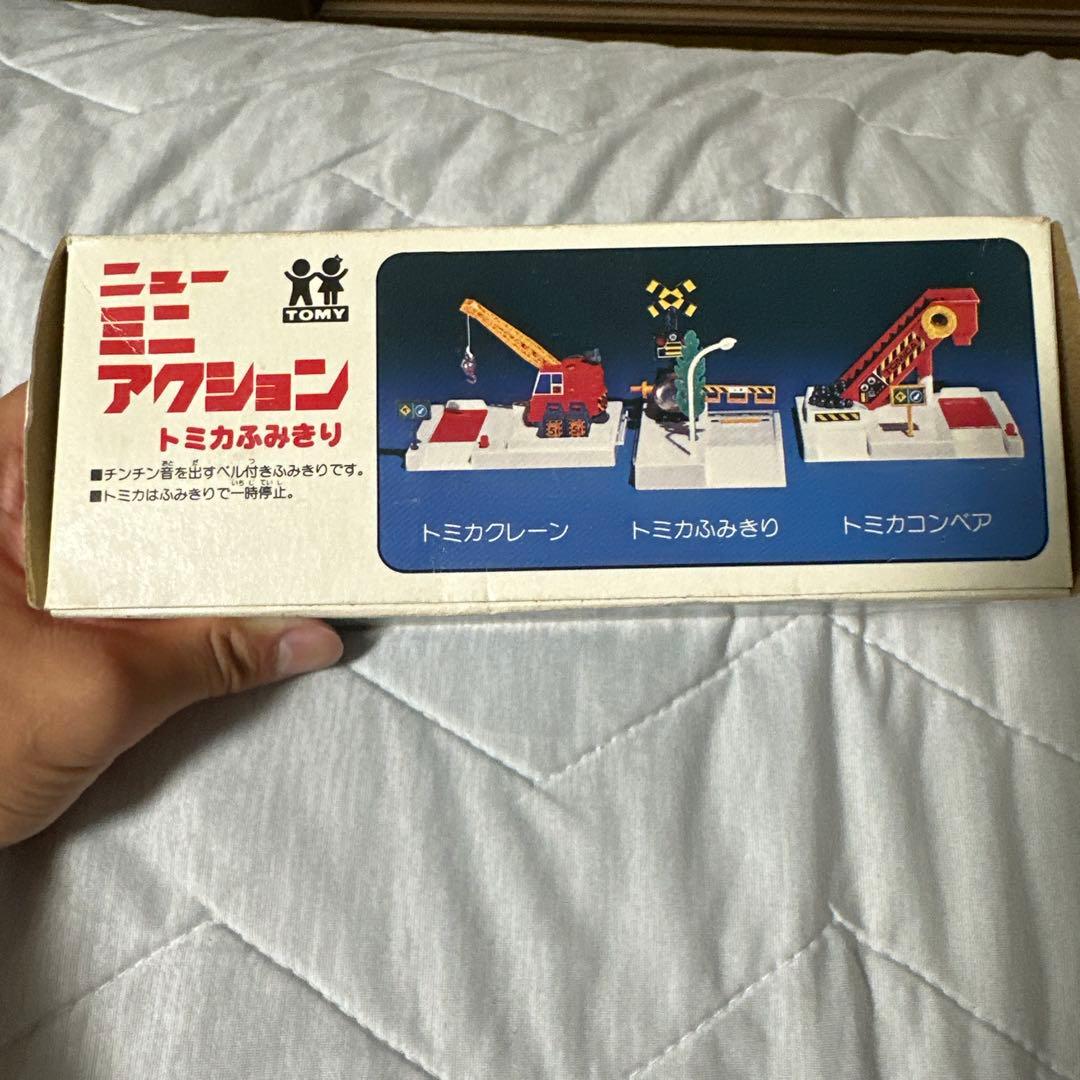 ニュー
ミニ
アクション
トミカふみきり
TOMY
■チンチン音を出すベル付きふみきりです。
■トミカはふみきりで一時停止。
トミカクレーン
トミカふみきり
トミカコンベア